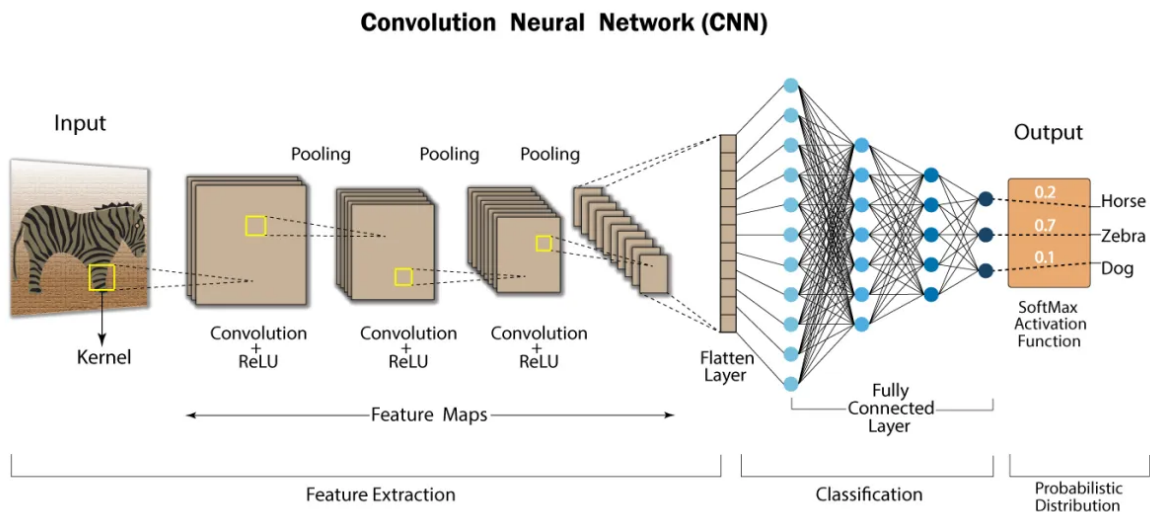 Convolution Neural Network (CNN)
Input
Kernel
Pooling
Pooling
Pooling
Convolution
+
ReLU
Convolution
+
ReLU
Convolution
+
ReLU
Feature Maps
Flatten
Layer
Fully
Connected
Layer
Output
0.2
Horse
0.7
Zebra
0.1
Dog
SoftMax
Activation
Function
Feature Extraction
Classification
Probabilistic
Distribution